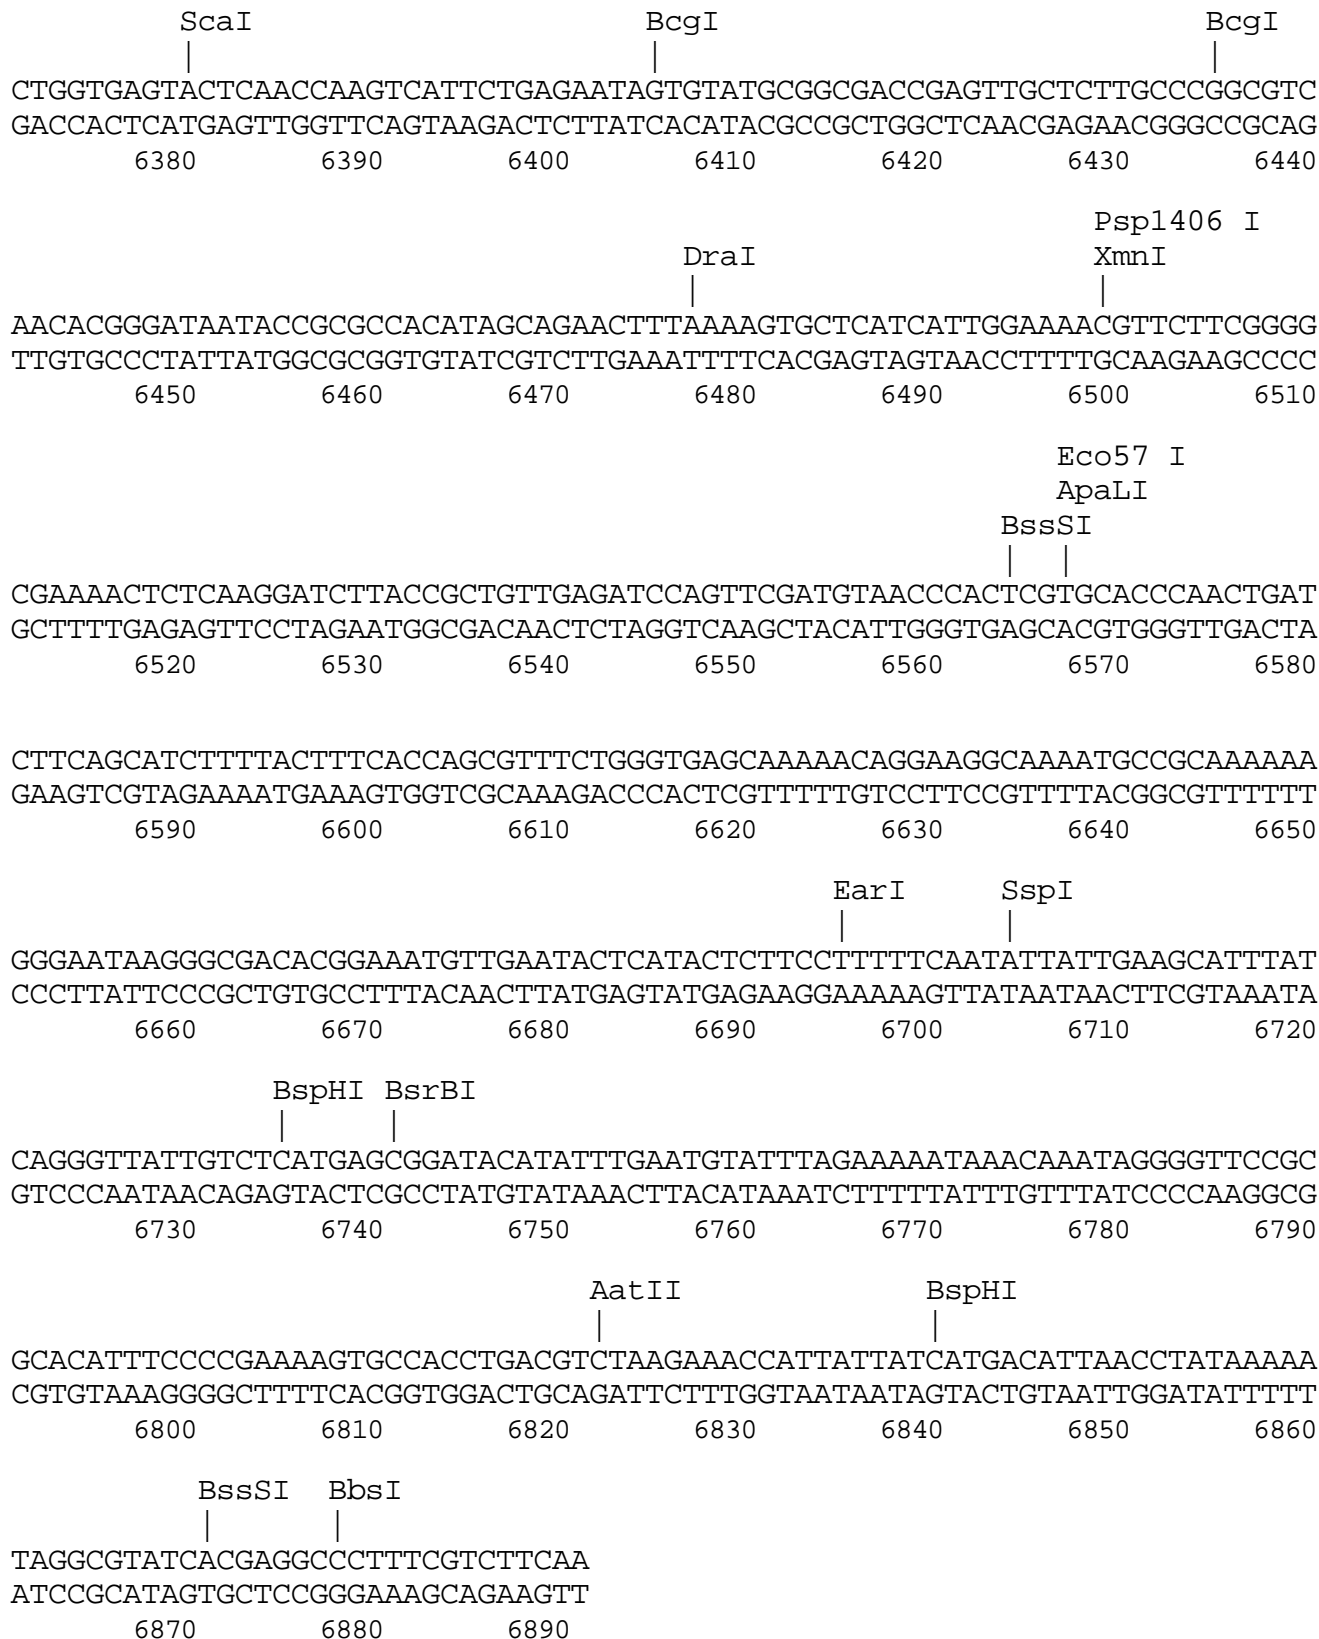 ScaI BcgI BcgI
CTGGTGAGTACTCAACCAAGTCATTCTGAGAATAGTGTATGCGGCGACCGAGTTGCTCTTGCCCGGCGTC
GACCACTCATGAGTTGGTTCAGTAAGACTCTTATCACATACGCCGCTGGCTCAACGAGAACGGGCCGCAG
6380 6390 6400 6410 6420 6430 6440
Psp1406 I
DraI XmnI
AACACGGGATAATACCGCGCCACATAGCAGAACTTTAAAAGTGCTCATCATTGGAAAACGTTCTTCGGGG
TTGTGCCCTATTATGGCGCGGTGTATCGTCTTGAAATTTTCACGAGTAGTAACCTTTTGCAAGAAGCCCC
6450 6460 6470 6480 6490 6500 6510
Eco57 I
ApaLI
BssSI
CGAAAACTCTCAAGGATCTTACCGCTGTTGAGATCCAGTTCGATGTAACCCACTCGTGCACCCAACTGAT
GCTTTTGAGAGTTCCTAGAATGGCGACAACTCTAGGTCAAGCTACATTGGGTGAGCACGTGGGTTGACTA
6520 6530 6540 6550 6560 6570 6580
CTTCAGCATCTTTTACTTTCACCAGCGTTTCTGGGTGAGCAAAAACAGGAAGGCAAAATGCCGCAAAAAA
GAAGTCGTAGAAAATGAAAGTGGTCGCAAAGACCCACTCGTTTTTGTCCTTCCGTTTTACGGCGTTTTTT
6590 6600 6610 6620 6630 6640 6650
EarI SspI
GGGAATAAGGGCGACACGGAAATGTTGAATACTCATACTCTTCCTTTTTCAATATTATTGAAGCATTTAT
CCCTTATTCCCGCTGTGCCTTTACAACTTATGAGTATGAGAAGGAAAAAGTTATAATAACTTCGTAAATA
6660 6670 6680 6690 6700 6710 6720
BspHI BsrBI
CAGGGTTATTGTCTCATGAGCGGATACATATTTGAATGTATTTAGAAAAATAAACAAATAGGGGTTCCGC
GTCCCAATAACAGAGTACTCGCCTATGTATAAACTTACATAAATCTTTTTATTTGTTTATCCCCAAGGCG
6730 6740 6750 6760 6770 6780 6790
AatII BspHI
GCACATTTCCCCGAAAAGTGCCACCTGACGTCTAAGAAACCATTATTATCATGACATTAACCTATAAAAA
CGTGTAAAGGGGCTTTTCACGGTGGACTGCAGATTCTTTGGTAATAATAGTACTGTAATTGGATATTTTT
6800 6810 6820 6830 6840 6850 6860
BssSI BbsI
TAGGCGTATCACGAGGCCCTTTCGTCTTCAA
ATCCGCATAGTGCTCCGGGAAAGCAGAAGTT
6870 6880 6890